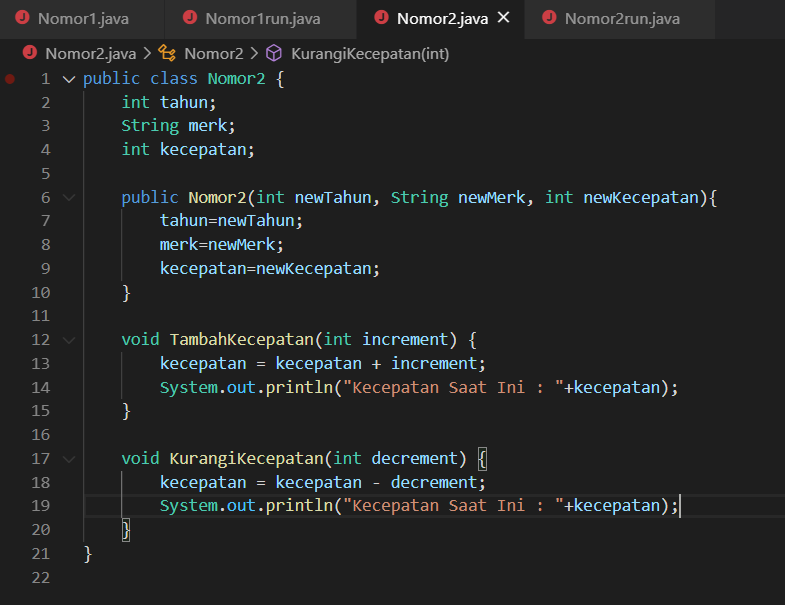 Nomor1.java Nomor1run.java Nomor2.java Nomor2run.java
Nomor2.java > Nomor2 > KurangiKecepatan(int)
1 public class Nomor2 {
2 int tahun;
3 String merk;
4 int kecepatan;
5
6 public Nomor2(int newTahun, String newMerk, int newKecepatan){
7 tahun=newTahun;
8 merk=newMerk;
9 kecepatan=newKecepatan;
10 }
11
12 void TambahKecepatan(int increment) {
13 kecepatan = kecepatan + increment;
14 System.out.println("Kecepatan Saat Ini : "+kecepatan);
15 }
16
17 void KurangiKecepatan(int decrement) {
18 kecepatan = kecepatan - decrement;
19 System.out.println("Kecepatan Saat Ini : "+kecepatan);
20 }
21 }
22